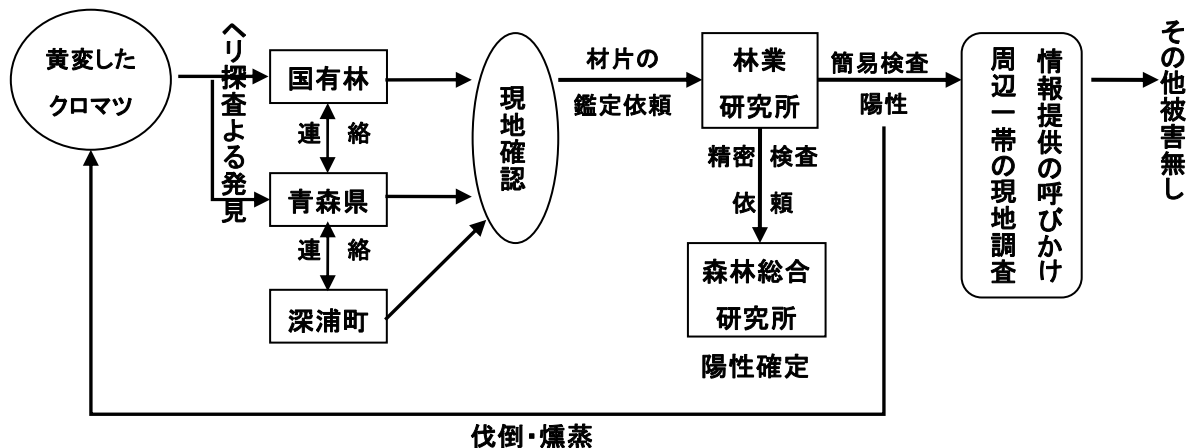 黄変した
クロマツ
ヘリ探査よる発見
国有林
連絡
青森県
連絡
深浦町
現地確認
材片の
鑑定依頼
林業
研究所
精密検査
依頼
森林総合
研究所
陽性確定
簡易検査
陽性
情報提供の呼びかけ
周辺一帯の現地調査
その他被害無し
伐倒・燻蒸